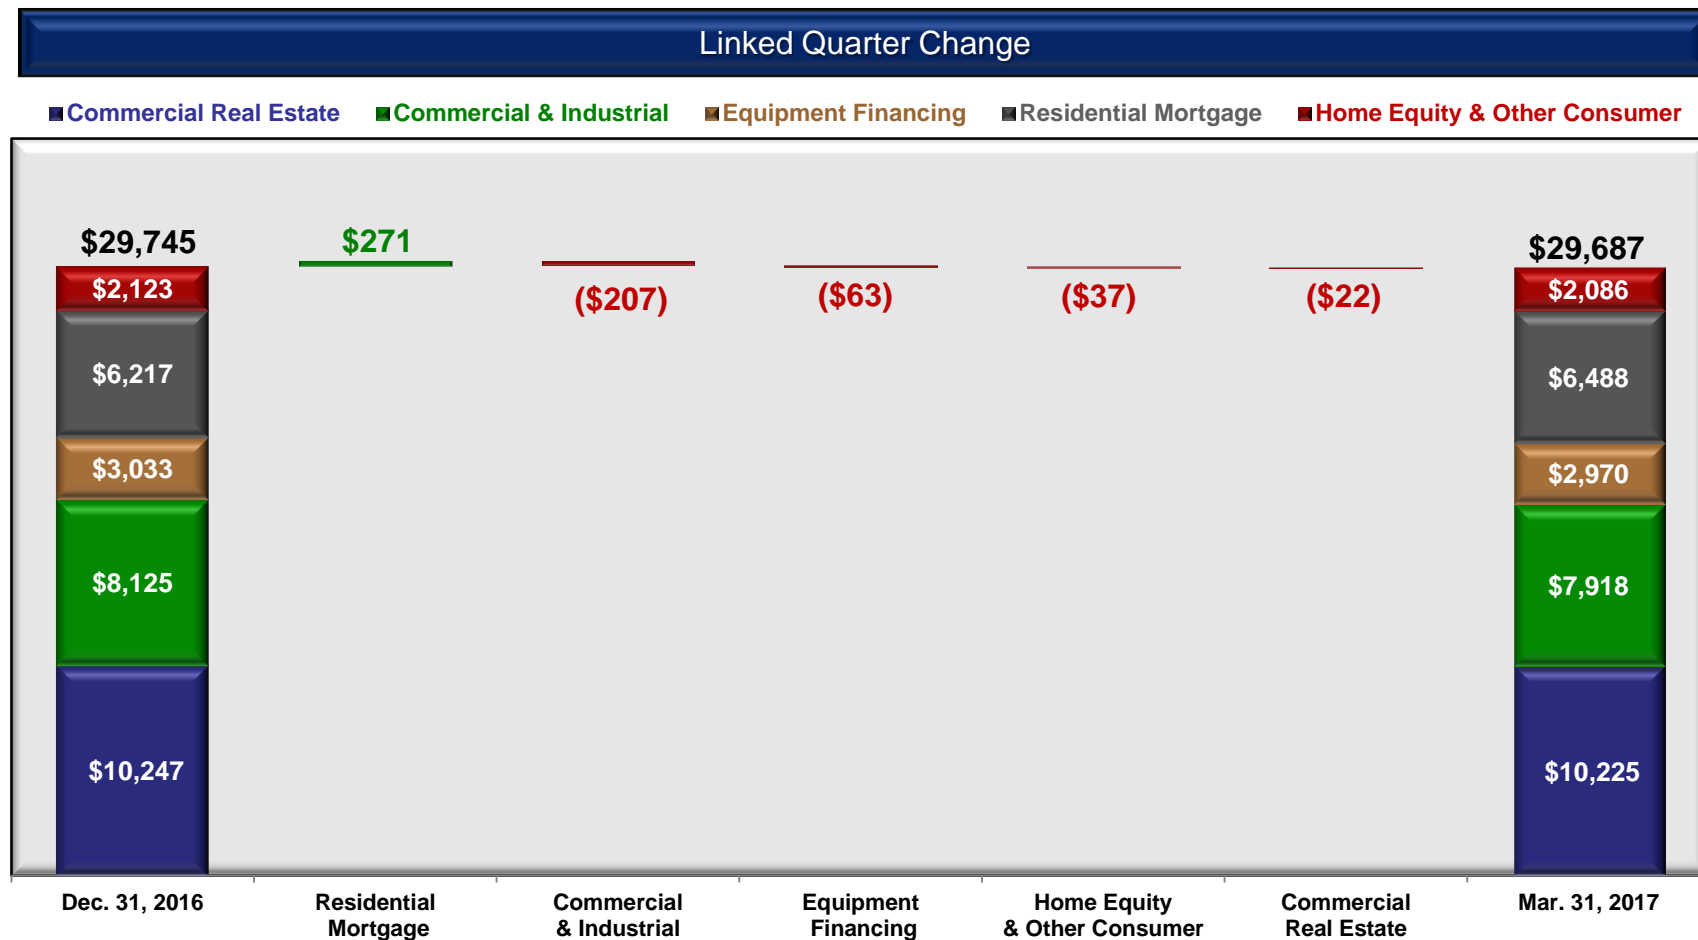 Linked Quarter Change
Commercial Real Estate Commercial & Industrial Equipment Financing Residential Mortgage Home Equity & Other Consumer
$29,745
$2,123
$6,217
$3,033
$8,125
$10,247
$271
($207)
($63)
($37)
($22)
$29,687
$2,086
$6,488
$2,970
$7,918
$10,225
Dec. 31, 2016
Residential
Mortgage
Commercial
& Industrial
Equipment
Financing
Home Equity
& Other Consumer
Commercial
Real Estate
Mar. 31, 2017